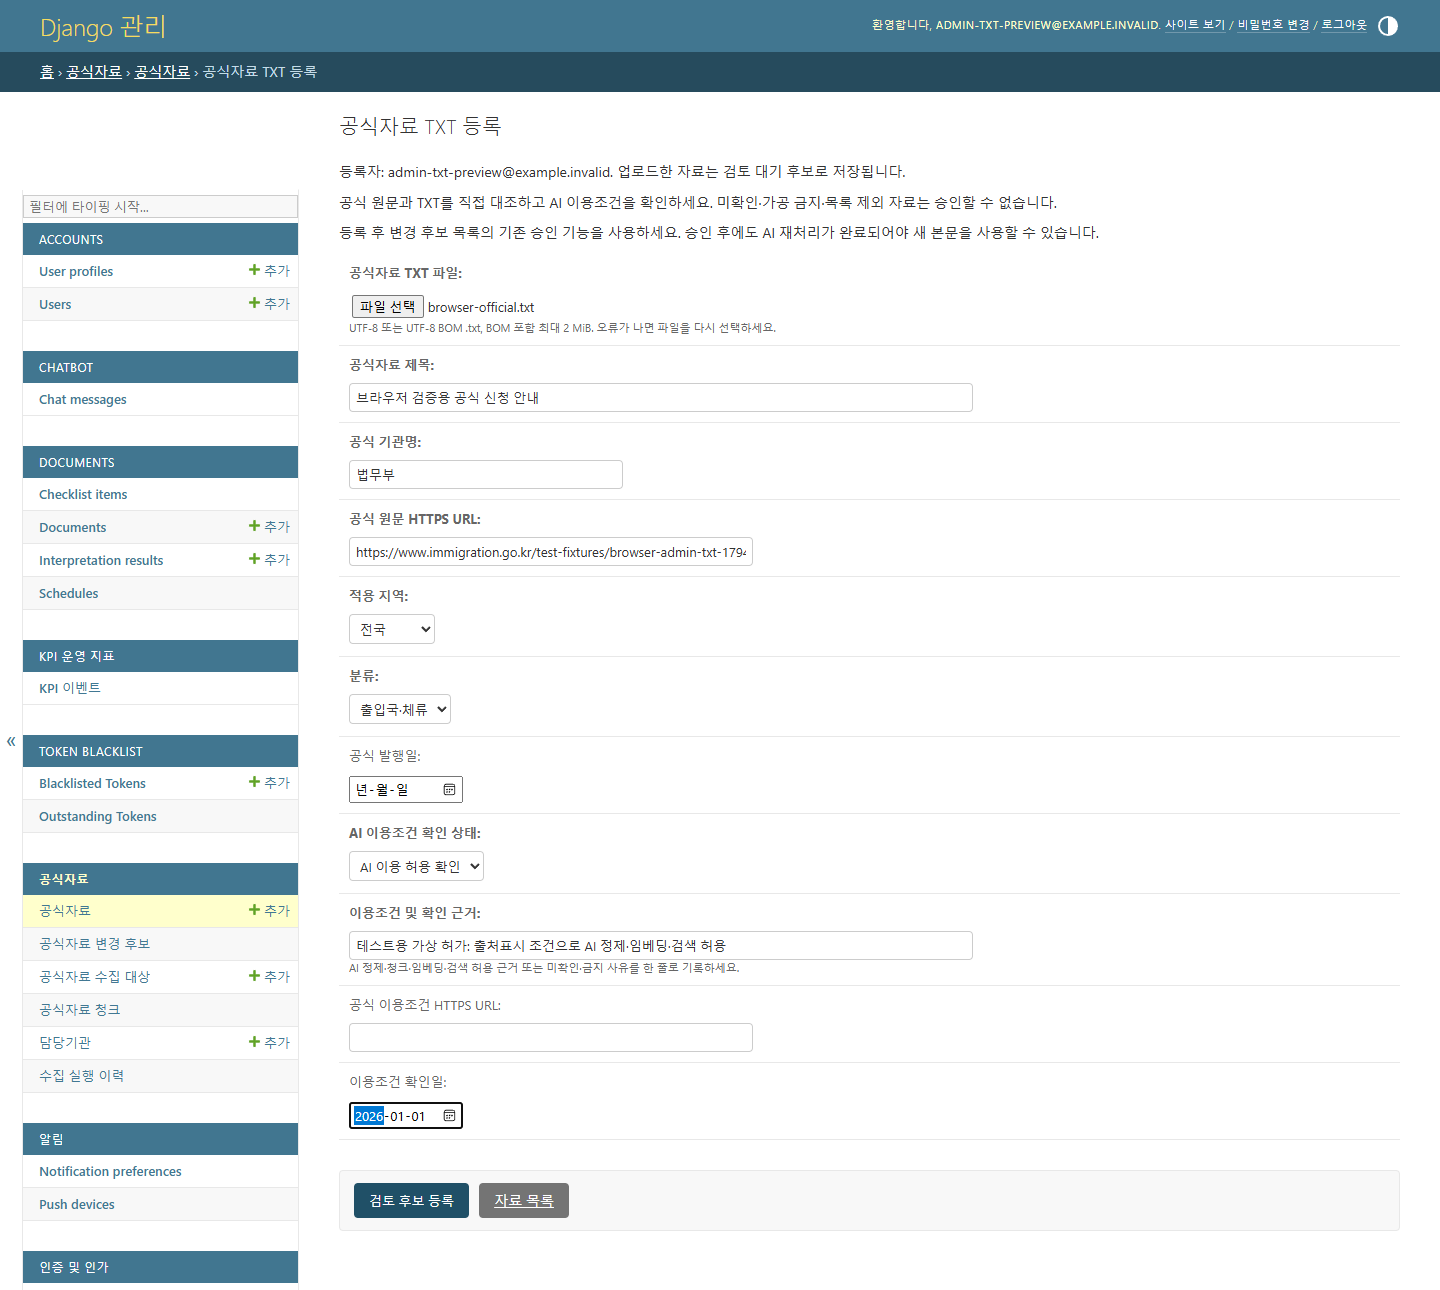 Django 관리
환영합니다, ADMIN-TXT-PREVIEW@EXAMPLE.INVALID. 사이트 보기 / 비밀번호 변경 / 로그아웃
홈 › 공식자료 › 공식자료 › 공식자료 TXT 등록
필터에 타이핑 시작...
ACCOUNTS
User profiles 추가
Users 추가
CHATBOT
Chat messages
DOCUMENTS
Checklist items
Documents 추가
Interpretation results 추가
Schedules
KPI 운영 지표
KPI 이벤트
«
TOKEN BLACKLIST
Blacklisted Tokens 추가
Outstanding Tokens
공식자료
공식자료 추가
공식자료 변경 후보
공식자료 수집 대상 추가
공식자료 청크
담당기관 추가
수집 실행 이력
알림
Notification preferences
Push devices
인증 및 인가
공식자료 TXT 등록
등록자: admin-txt-preview@example.invalid. 업로드한 자료는 검토 대기 후보로 저장됩니다.
공식 원문과 TXT를 직접 대조하고 AI 이용조건을 확인하세요. 미확인·가공 금지·목록 제외 자료는 승인할 수 없습니다.
등록 후 변경 후보 목록의 기존 승인 기능을 사용하세요. 승인 후에도 AI 재처리가 완료되어야 새 본문을 사용할 수 있습니다.
공식자료 TXT 파일:
파일 선택 browser-official.txt
UTF-8 또는 UTF-8 BOM .txt, BOM 포함 최대 2 MiB. 오류가 나면 파일을 다시 선택하세요.
공식자료 제목:
브라우저 검증용 공식 신청 안내
공식 기관명:
법무부
공식 원문 HTTPS URL:
https://www.immigration.go.kr/test-fixtures/browser-admin-txt-1794
적용 지역:
전국
분류:
출입국·체류
공식 발행일:
년-월-일
AI 이용조건 확인 상태:
AI 이용 허용 확인
이용조건 및 확인 근거:
테스트용 가상 허가: 출처표시 조건으로 AI 정제·임베딩·검색 허용
AI 정제·청크·임베딩·검색 허용 근거 또는 미확인·금지 사유를 한 줄로 기록하세요.
공식 이용조건 HTTPS URL:
이용조건 확인일:
2026-01-01
검토 후보 등록 자료 목록